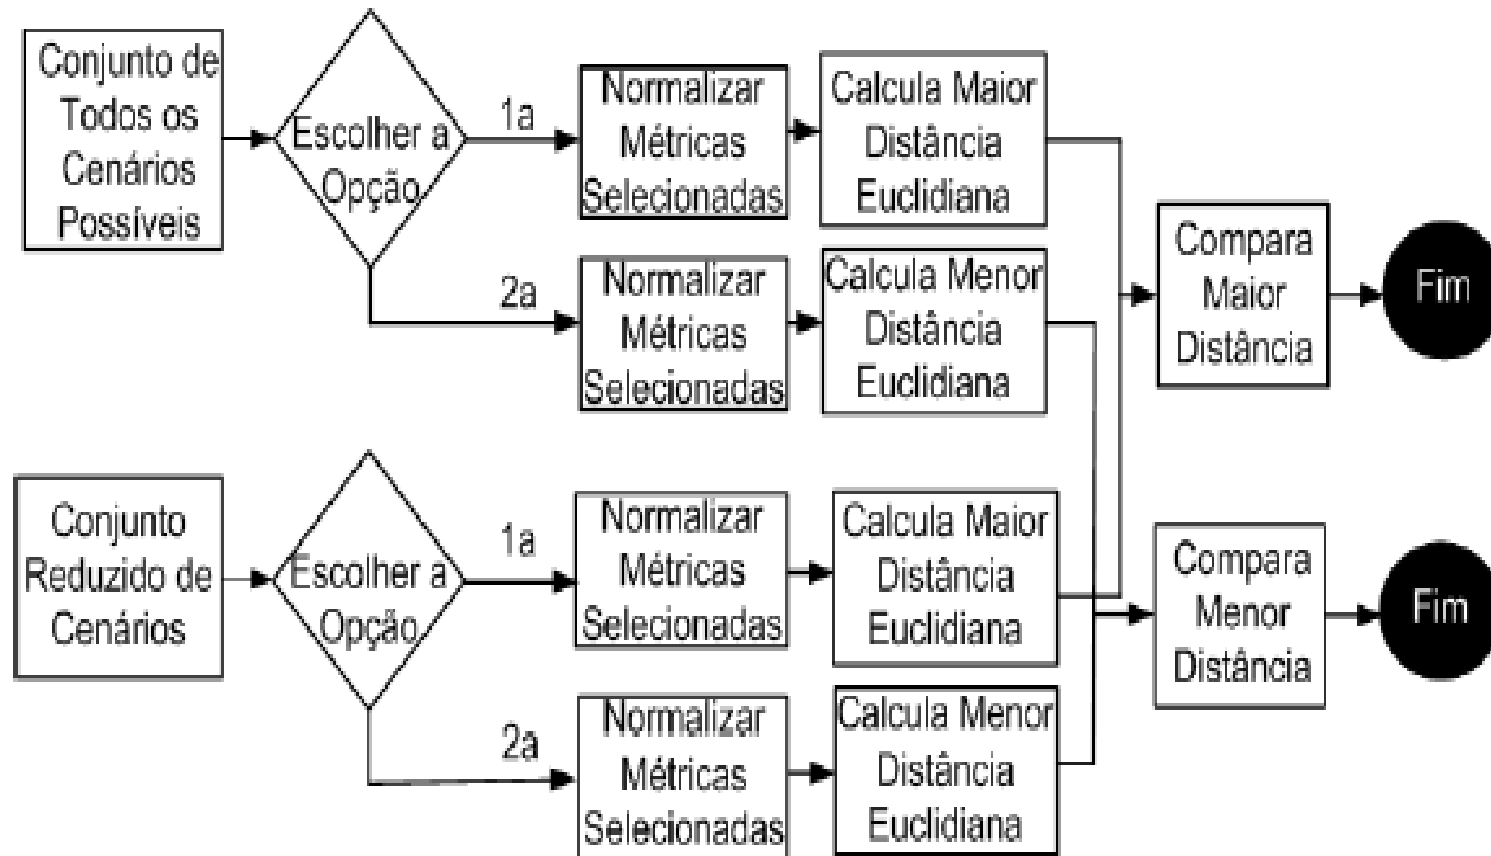 Conjunto de
Todos os
Cenários
Possíveis
Escolher a
Opção
1a
Normalizar
Métricas
Selecionadas
Calcula Maior
Distância
Euclidiana
2a
Normalizar
Métricas
Selecionadas
Calcula Menor
Distância
Euclidiana
Compara
Maior
Distância
Fim
Conjunto
Reduzido de
Cenários
Escolher a
Opção
1a
Normalizar
Métricas
Selecionadas
Calcula Maior
Distância
Euclidiana
2a
Normalizar
Métricas
Selecionadas
Calcula Menor
Distância
Euclidiana
Compara
Menor
Distância
Fim